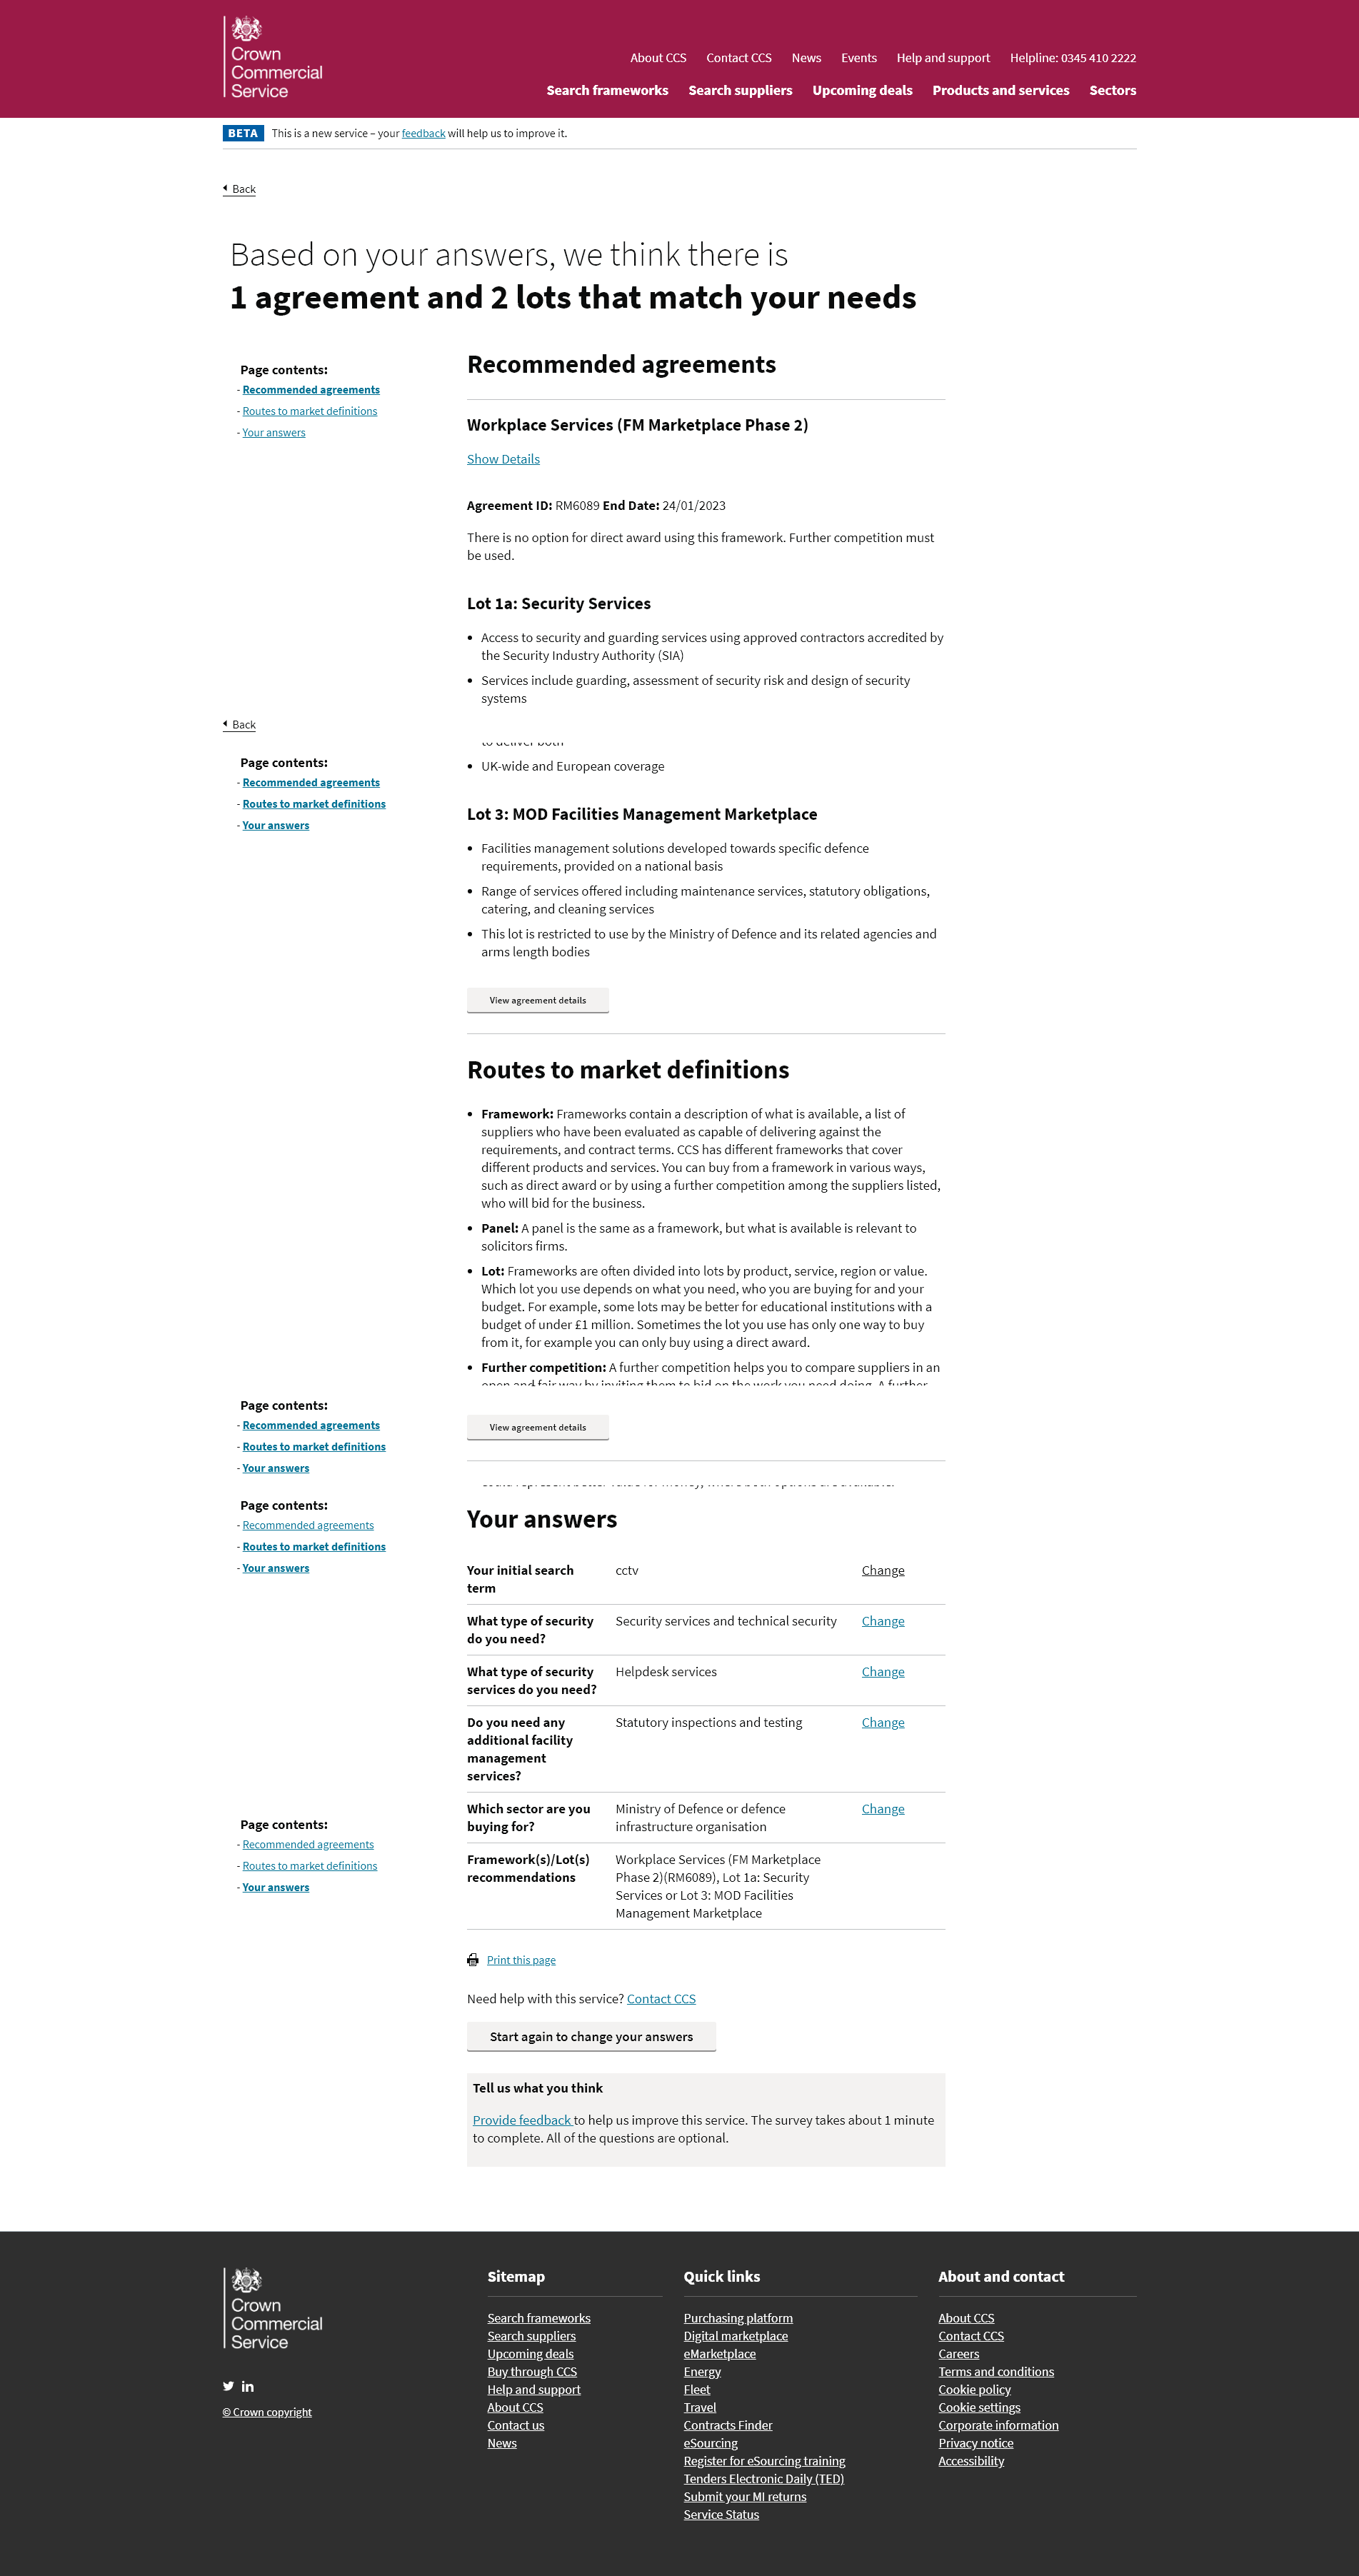 Crown
Commercial
Service
About CCS Contact CCS News Events Help and support Helpline: 0345 410 2222
Search frameworks Search suppliers Upcoming deals Products and services Sectors
BETA This is a new service – your feedback will help us to improve it.
Back
Based on your answers, we think there is
1 agreement and 2 lots that match your needs
Page contents:
- Recommended agreements
- Routes to market definitions
- Your answers
Recommended agreements
Workplace Services (FM Marketplace Phase 2)
Show Details
Agreement ID: RM6089 End Date: 24/01/2023
There is no option for direct award using this framework. Further competition must
be used.
Lot 1a: Security Services
• Access to security and guarding services using approved contractors accredited by
the Security Industry Authority (SIA)
• Services include guarding, assessment of security risk and design of security
systems
Back
to deliver both
• UK-wide and European coverage
Page contents:
- Recommended agreements
- Routes to market definitions
- Your answers
Lot 3: MOD Facilities Management Marketplace
• Facilities management solutions developed towards specific defence
requirements, provided on a national basis
• Range of services offered including maintenance services, statutory obligations,
catering, and cleaning services
• This lot is restricted to use by the Ministry of Defence and its related agencies and
arms length bodies
View agreement details
Routes to market definitions
• Framework: Frameworks contain a description of what is available, a list of
suppliers who have been evaluated as capable of delivering against the
requirements, and contract terms. CCS has different frameworks that cover
different products and services. You can buy from a framework in various ways,
such as direct award or by using a further competition among the suppliers listed,
who will bid for the business.
• Panel: A panel is the same as a framework, but what is available is relevant to
solicitors firms.
• Lot: Frameworks are often divided into lots by product, service, region or value.
Which lot you use depends on what you need, who you are buying for and your
budget. For example, some lots may be better for educational institutions with a
budget of under £1 million. Sometimes the lot you use has only one way to buy
from it, for example you can only buy using a direct award.
• Further competition: A further competition helps you to compare suppliers in an
open and fair way by inviting them to bid on the work you need doing. A further
Page contents:
- Recommended agreements
- Routes to market definitions
- Your answers
View agreement details
could represent better value for money, where both options are available.
Page contents:
- Recommended agreements
- Routes to market definitions
- Your answers
Your answers
Your initial search
term
cctv
Change
What type of security
do you need?
Security services and technical security
Change
What type of security
services do you need?
Helpdesk services
Change
Do you need any
additional facility
management
services?
Statutory inspections and testing
Change
Which sector are you
buying for?
Ministry of Defence or defence
infrastructure organisation
Change
Page contents:
- Recommended agreements
- Routes to market definitions
- Your answers
Framework(s)/Lot(s)
recommendations
Workplace Services (FM Marketplace
Phase 2)(RM6089), Lot 1a: Security
Services or Lot 3: MOD Facilities
Management Marketplace
Print this page
Need help with this service? Contact CCS
Start again to change your answers
Tell us what you think
Provide feedback to help us improve this service. The survey takes about 1 minute
to complete. All of the questions are optional.
Crown
Commercial
Service
© Crown copyright
Sitemap
Search frameworks
Search suppliers
Upcoming deals
Buy through CCS
Help and support
About CCS
Contact us
News
Quick links
Purchasing platform
Digital marketplace
eMarketplace
Energy
Fleet
Travel
Contracts Finder
eSourcing
Register for eSourcing training
Tenders Electronic Daily (TED)
Submit your MI returns
Service Status
About and contact
About CCS
Contact CCS
Careers
Terms and conditions
Cookie policy
Cookie settings
Corporate information
Privacy notice
Accessibility